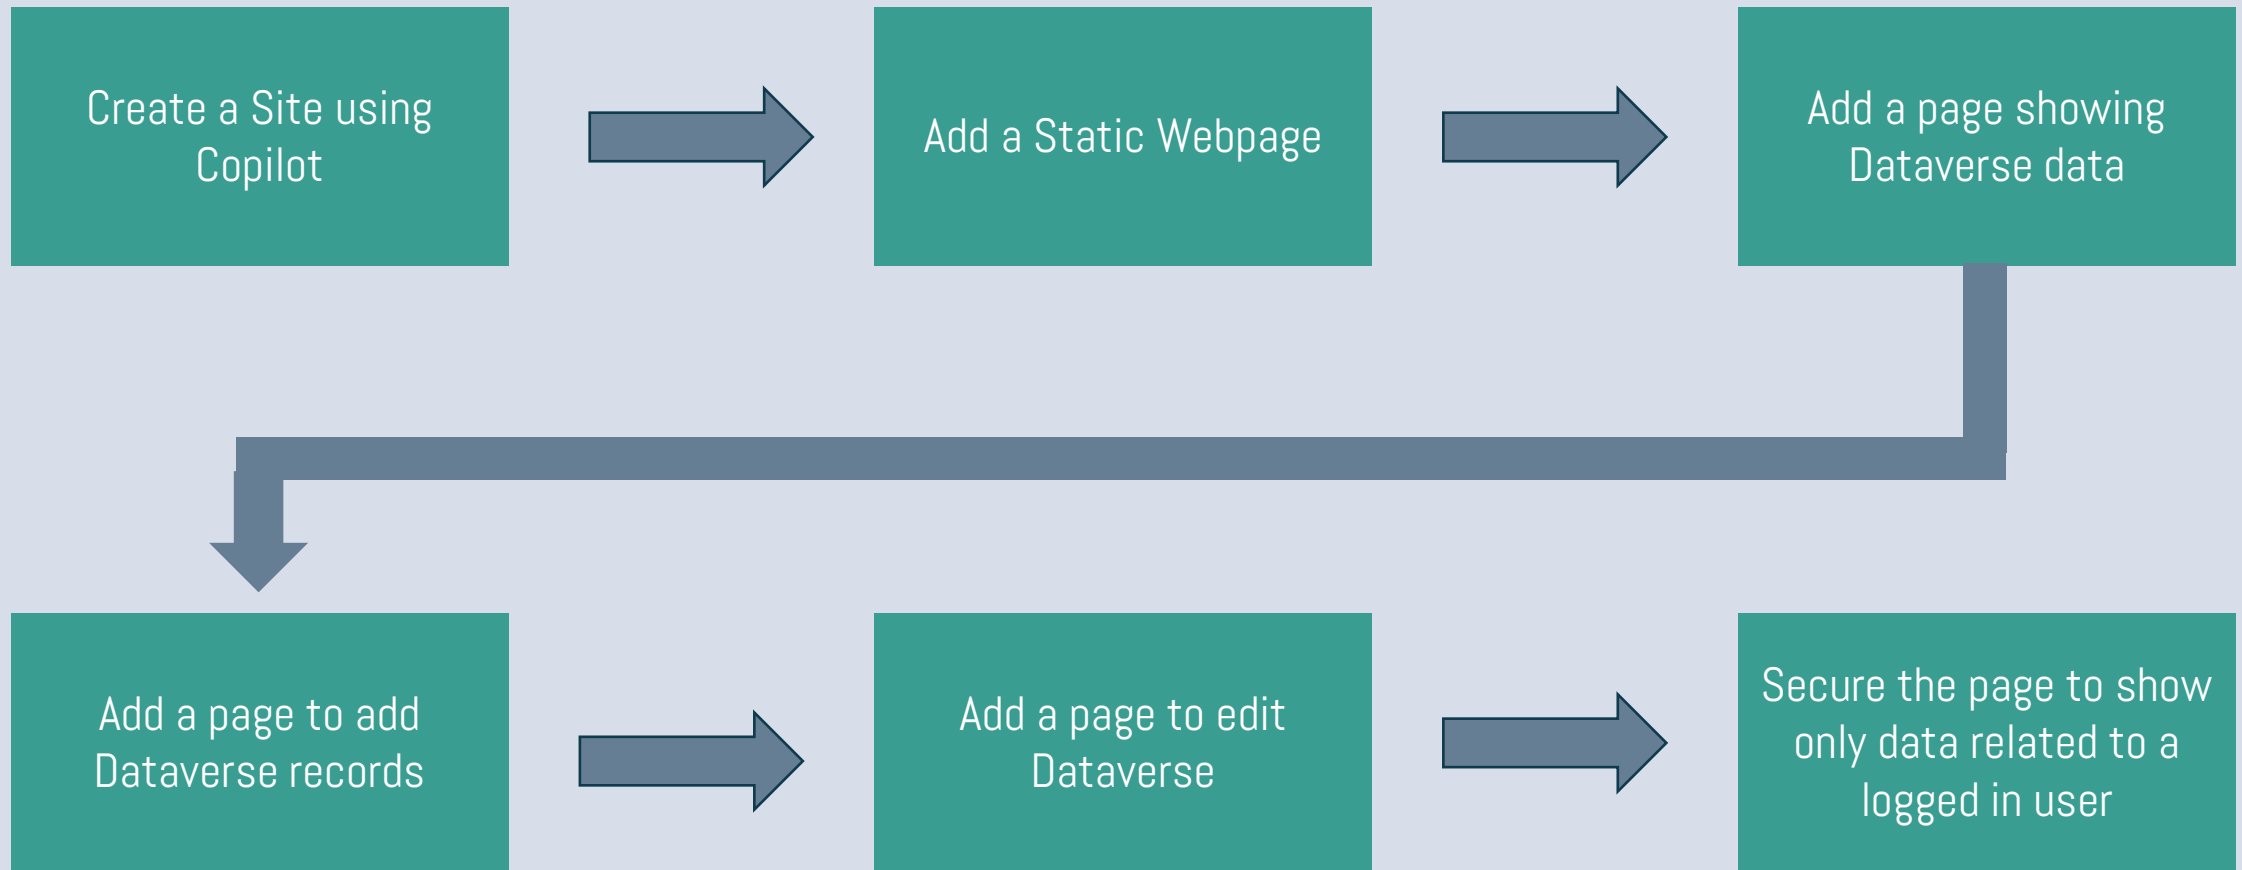 Create a Site using
Copilot
Add a Static Webpage
Add a page showing
Dataverse data
Add a page to add
Dataverse records
Add a page to edit
Dataverse
Secure the page to show
only data related to a
logged in user